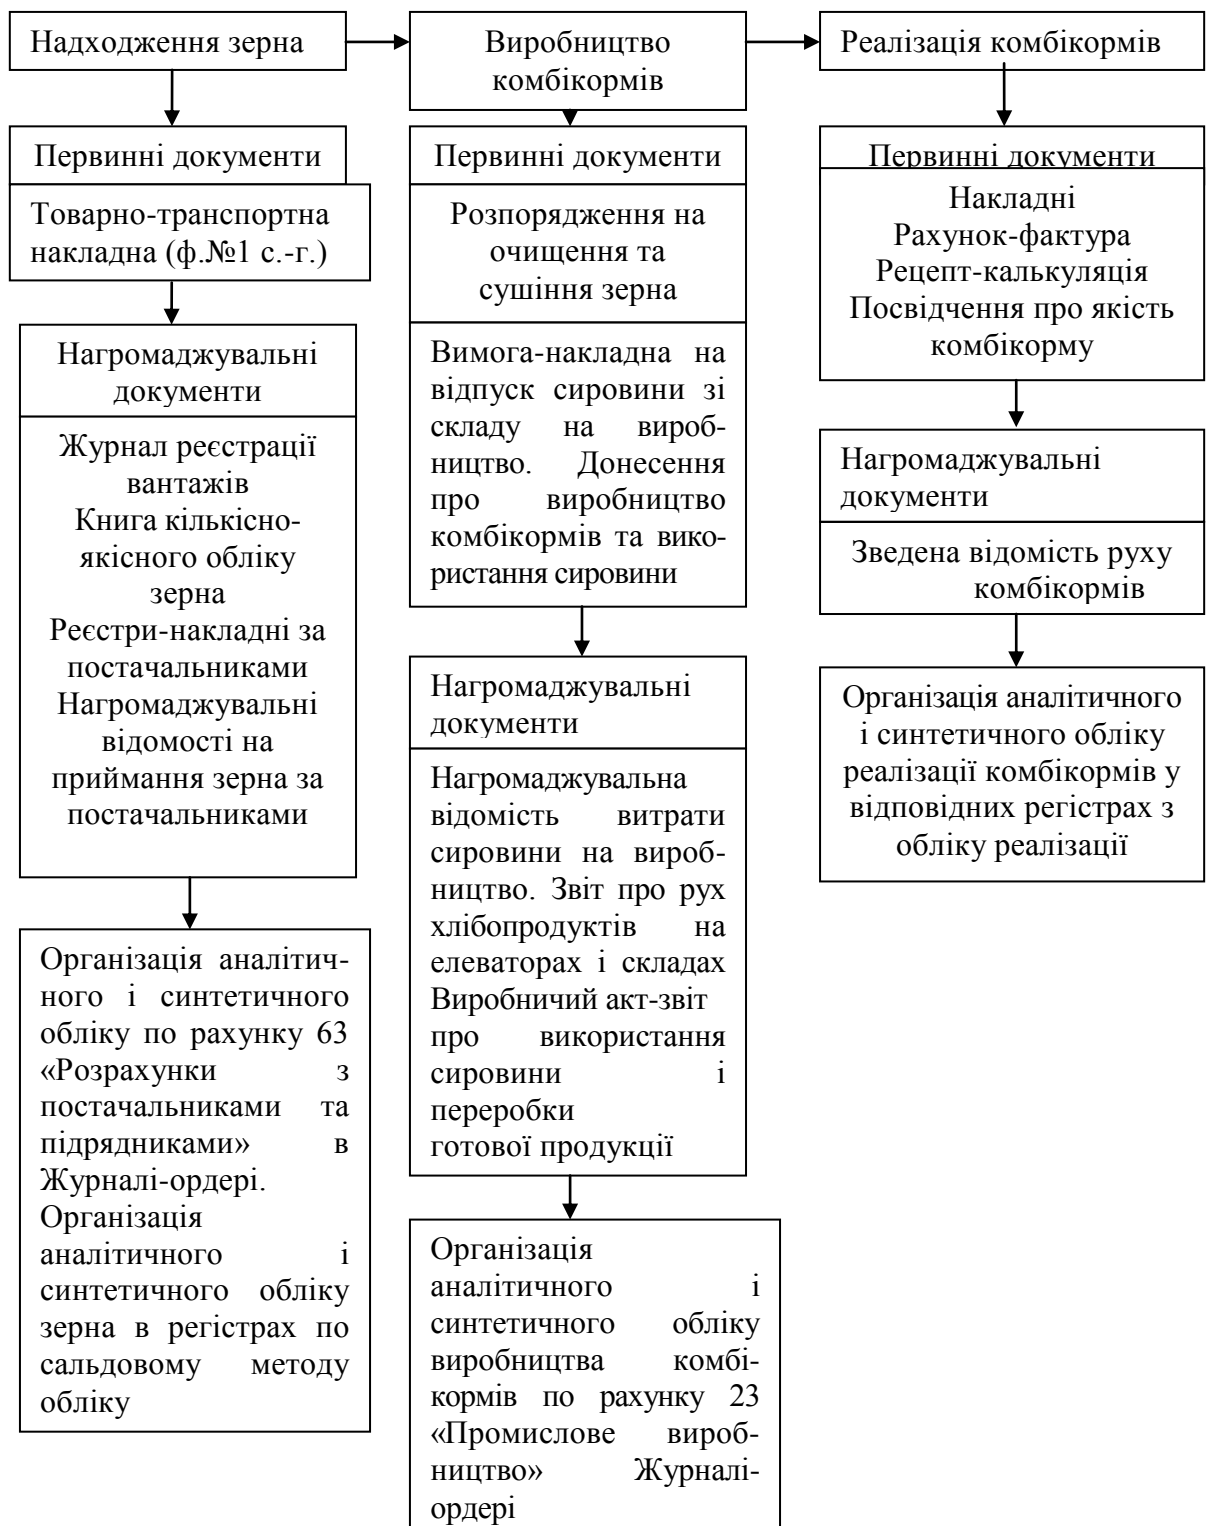 Надходження зерна
Виробництво
комбікормів
Реалізація комбікормів
Первинні документи
Товарно-транспортна
накладна (ф.№1 с.-г.)
Нагромаджувальні
документи
Журнал реєстрації
вантажів
Книга кількісно-
якісного обліку
зерна
Реєстри-накладні за
постачальниками
Нагромаджувальні
відомості на
приймання зерна за
постачальниками
Організація аналітич-
ного і синтетичного
обліку по рахунку 63
«Розрахунки з
постачальниками та
підрядниками» в
Журналі-ордері.
Організація
аналітичного і
синтетичного обліку
зерна в регістрах по
сальдовому методу
обліку
Первинні документи
Розпорядження на
очищення та
сушіння зерна
Вимога-накладна на
відпуск сировини зі
складу на вироб-
ництво. Донесення
про виробництво
комбікормів та вико-
ристання сировини
Нагромаджувальні
документи
Нагромаджувальна
відомість витрати
сировини на вироб-
ництво. Звіт про рух
хлібопродуктів на
елеваторах і складах
Виробничий акт-звіт
про використання
сировини і
переробки
готової продукції
Організація
аналітичного і
синтетичного обліку
виробництва комбі-
кормів по рахунку 23
«Промислове вироб-
ництво» Журналі-
ордері
Первинні документи
Накладні
Рахунок-фактура
Рецепт-калькуляція
Посвідчення про якість
комбікорму
Нагромаджувальні
документи
Зведена відомість руху
комбікормів
Організація аналітичного
і синтетичного обліку
реалізації комбікормів у
відповідних регістрах з
обліку реалізації